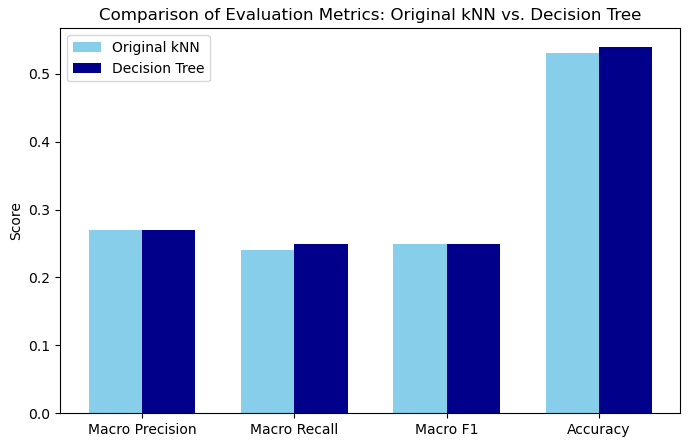 Comparison of Evaluation Metrics: Original kNN vs. Decision Tree
Original kNN
Decision Tree
Score
0.5
0.4
0.3
0.2
0.1
0.0
Macro Precision
Macro Recall
Macro F1
Accuracy